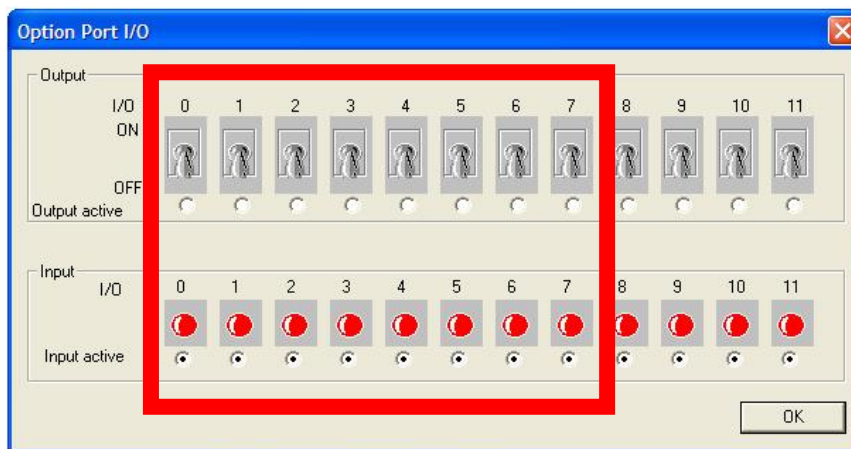 Option Port I/O
Output
I/O 0 1 2 3 4 5 6 7 8 9 10 11
ON
OFF
Output active
Input
I/O 0 1 2 3 4 5 6 7 8 9 10 11
Input active
OK